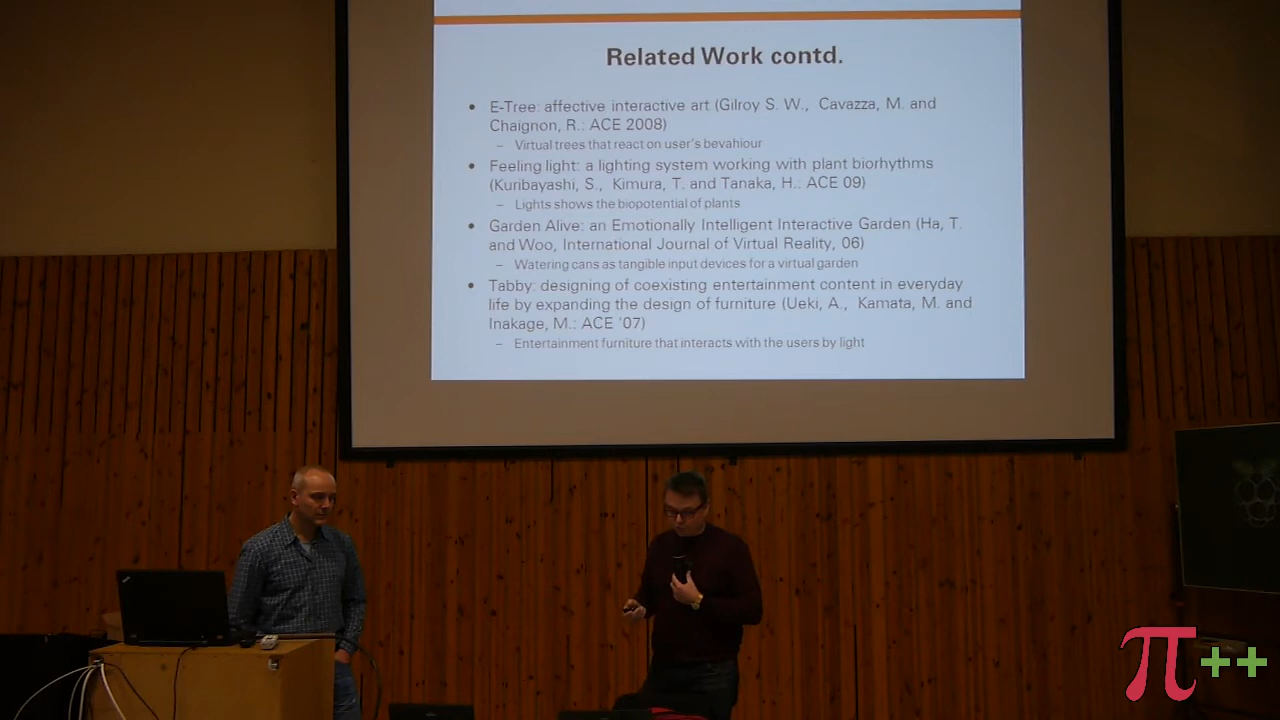 Related Work contd.
• E-Tree: affective interactive art (Gilroy S. W., Cavazza, M. and
Chaignon, R.: ACE 2008)
– Virtual trees that react on user's bevahiour
• Feeling light: a lighting system working with plant biorhythms
(Kuribayashi, S., Kimura, T. and Tanaka, H.: ACE 09)
– Lights shows the biopotential of plants
• Garden Alive: an Emotionally Intelligent Interactive Garden (Ha, T.
and Woo, International Journal of Virtual Reality, 06)
– Watering cans as tangible input devices for a virtual garden
• Tabby: designing of coexisting entertainment content in everyday
life by expanding the design of furniture (Ueki, A., Kamata, M. and
Inakage, M.: ACE '07)
– Entertainment furniture that interacts with the users by light
π++